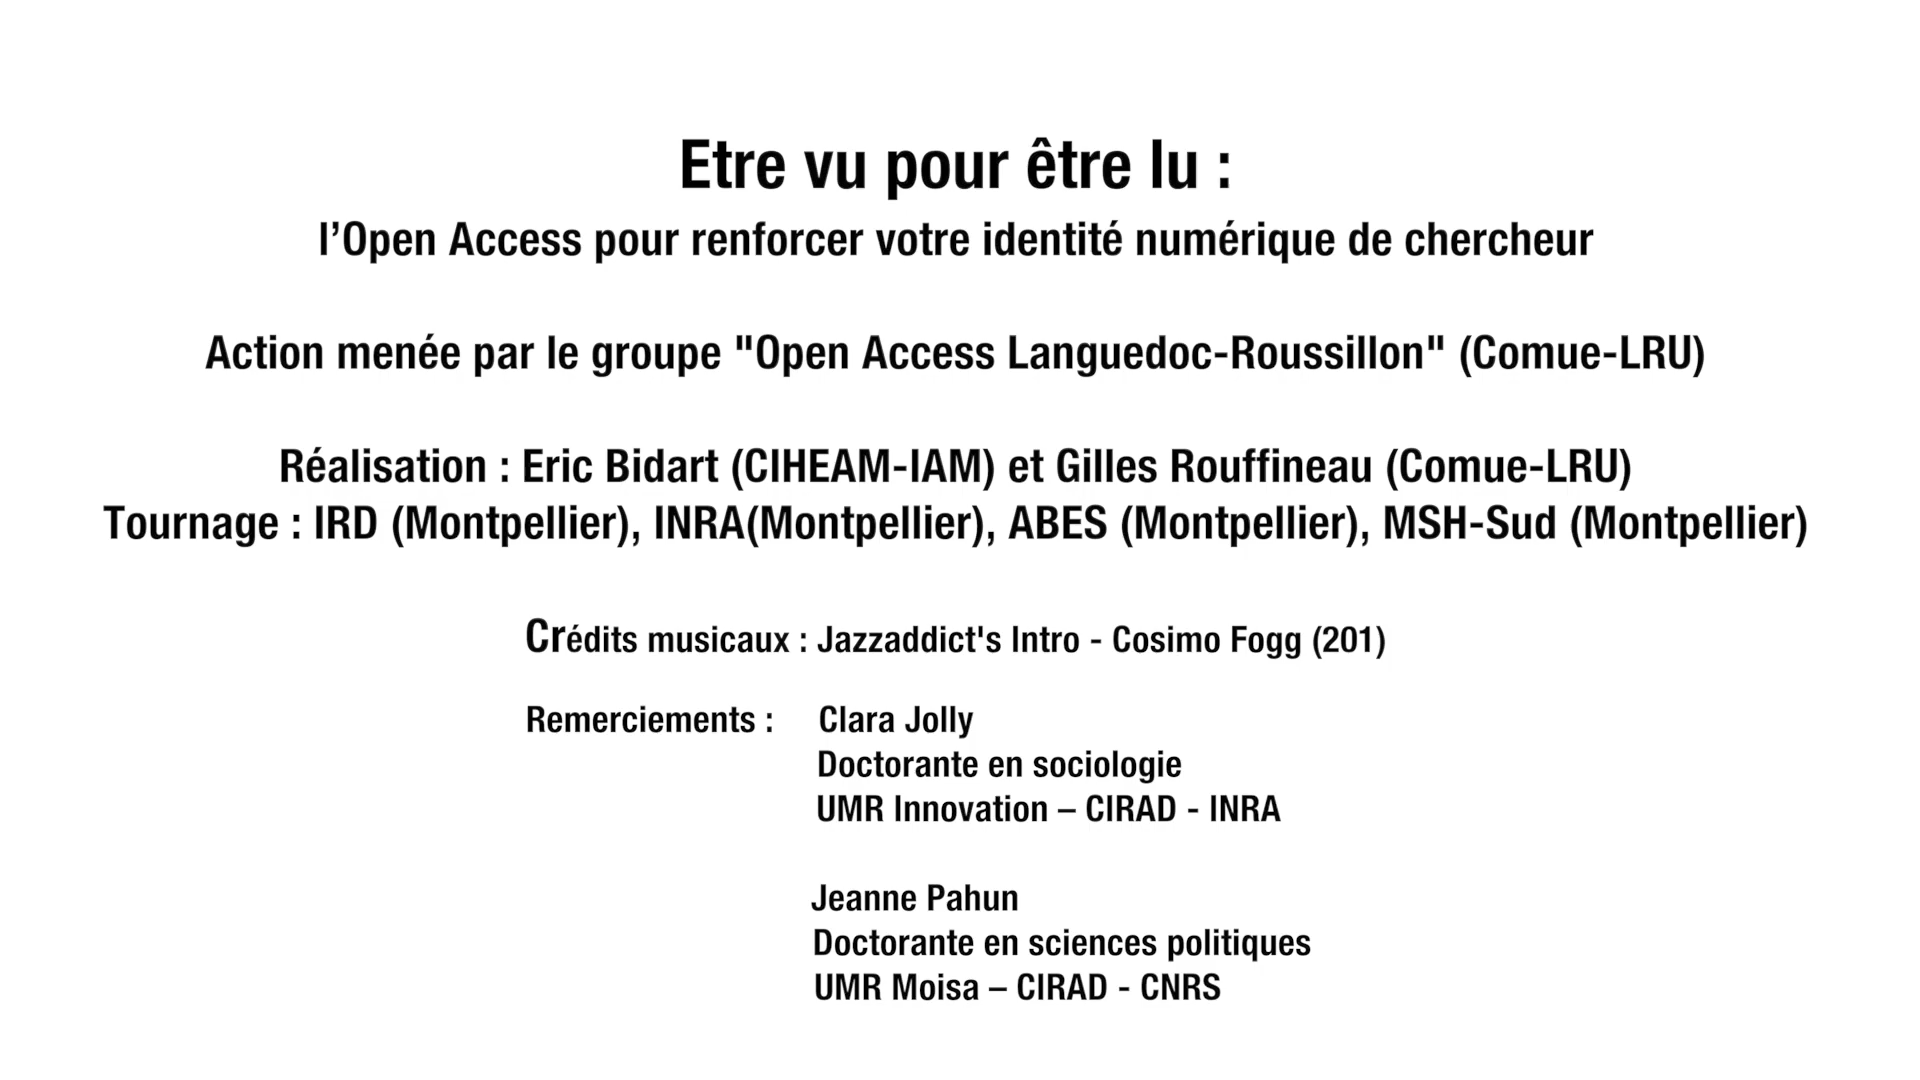 Etre vu pour être lu :
l’Open Access pour renforcer votre identité numérique de chercheur
Action menée par le groupe "Open Access Languedoc-Roussillon" (Comue-LRU)
Réalisation : Eric Bidart (CIHEAM-IAM) et Gilles Rouffineau (Comue-LRU)
Tournage : IRD (Montpellier), INRA(Montpellier), ABES (Montpellier), MSH-Sud (Montpellier)
Crédits musicaux : Jazzaddict's Intro - Cosimo Fogg (201)
Remerciements : Clara Jolly
Doctorante en sociologie
UMR Innovation – CIRAD - INRA
Jeanne Pahun
Doctorante en sciences politiques
UMR Moisa – CIRAD - CNRS